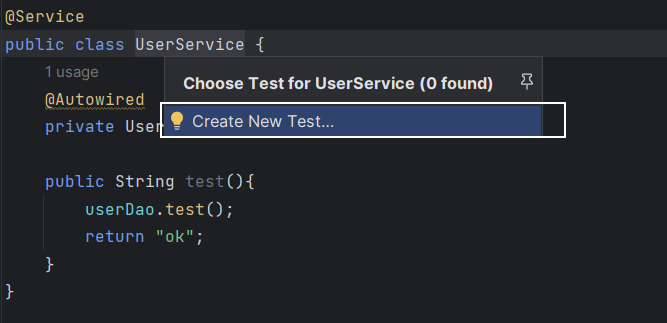 @Service
public class UserService {
1 usage
Choose Test for UserService (0 found)
@Autowired
private User
Create New Test...
public String test(){
userDao.test();
return "ok";
}
}